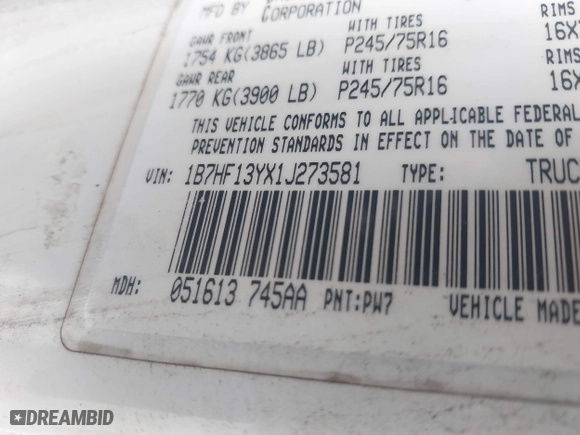 MFD BY
CORPORATION
GAWR FRONT WITH TIRES RIMS
1754 KG(3865 LB) P245/75R16 16X
GAWR REAR WITH TIRES RIMS
1770 KG(3900 LB) P245/75R16 16X
THIS VEHICLE CONFORMS TO ALL APPLICABLE FEDERAL
PREVENTION STANDARDS IN EFFECT ON THE DATE OF
VIN: 1B7HF13YX1J273581 TYPE: TRUC
MDH: 051613 745AA PNT:PW7 VEHICLE MADE
DREAMBID